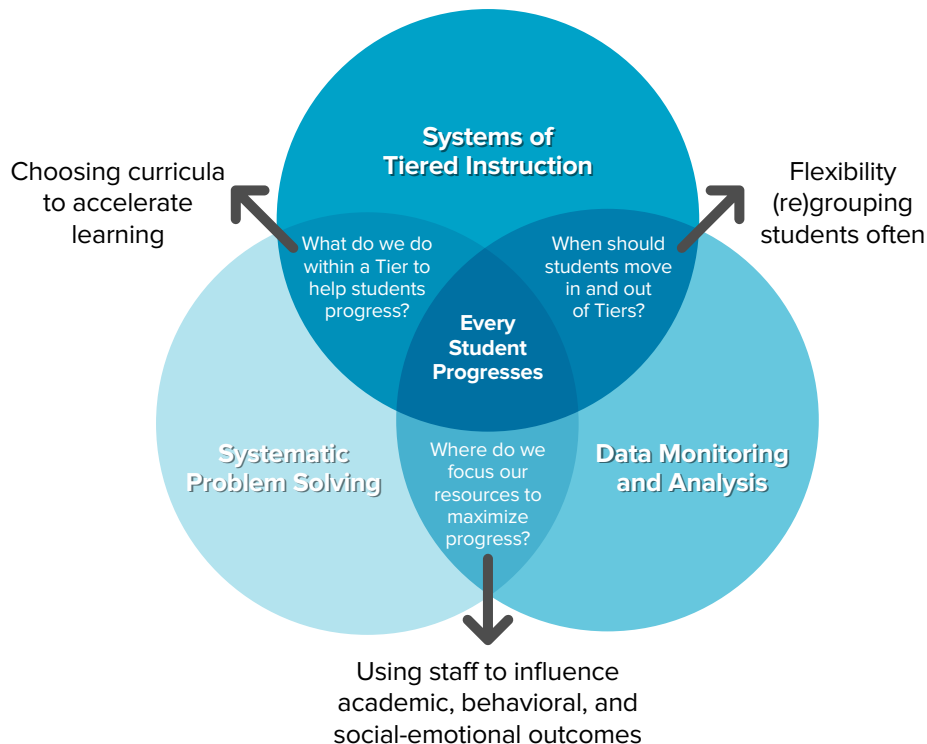 Systems of
Tiered Instruction
Choosing curricula
to accelerate
learning
Flexibility
(re)grouping
students often
What do we do
within a Tier to
help students
progress?
When should
students move
in and out
of Tiers?
Every
Student
Progresses
Systematic
Problem Solving
Where do we
focus our
resources to
maximize
progress?
Data Monitoring
and Analysis
Using staff to influence
academic, behavioral, and
social-emotional outcomes